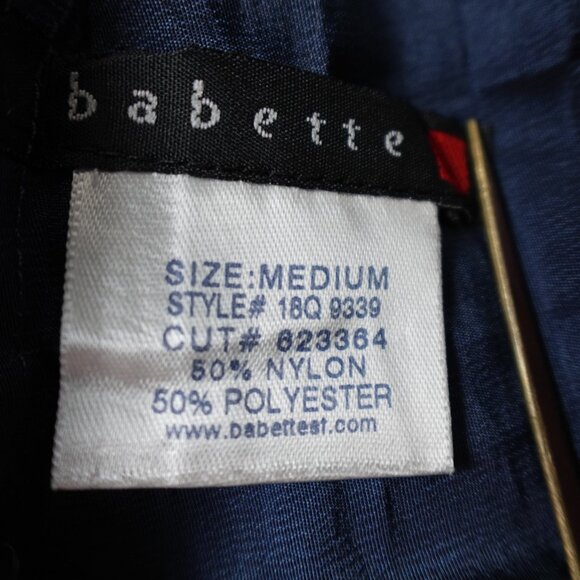 babette
SIZE:MEDIUM
STYLE# 18Q 9339
CUT# 623364
50% NYLON
50% POLYESTER
www.babettesf.com